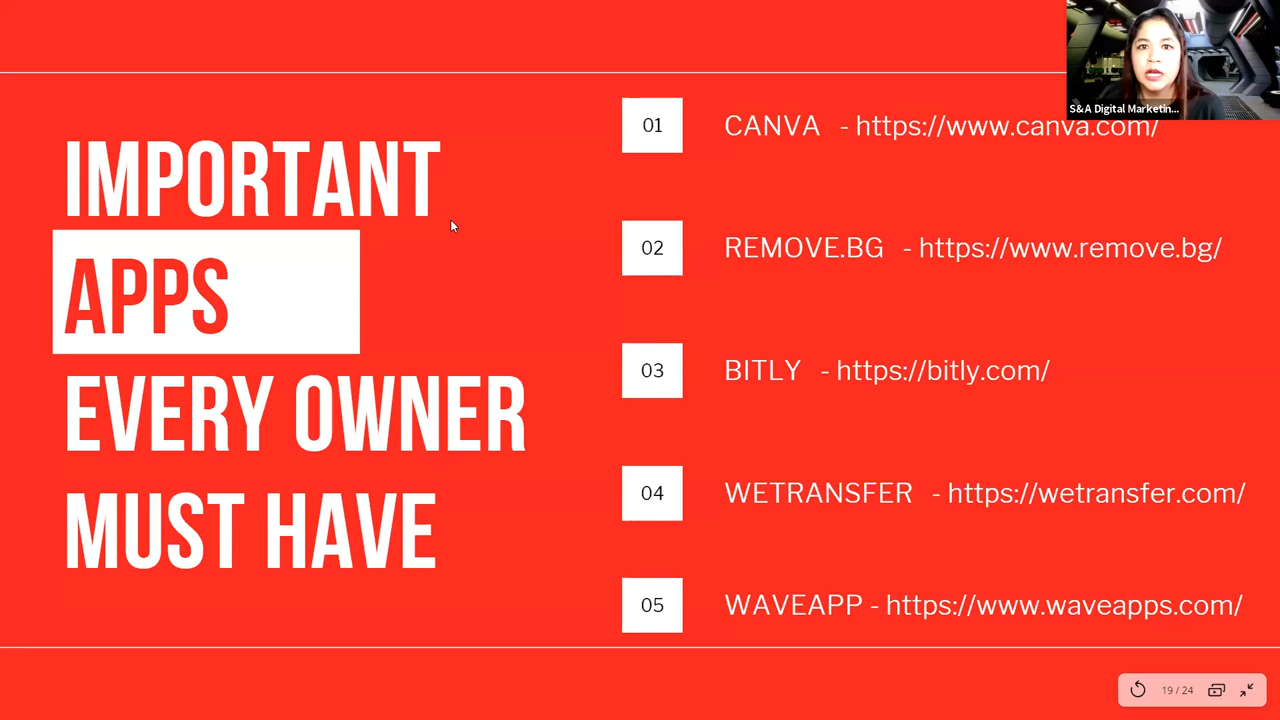 IMPORTANT
APPS
EVERY OWNER
MUST HAVE
01 CANVA - https://www.canva.com/
02 REMOVE.BG - https://www.remove.bg/
03 BITLY - https://bitly.com/
04 WETRANSFER - https://wetransfer.com/
05 WAVEAPP - https://www.waveapps.com/
S&A Digital Marketin...
19 / 24